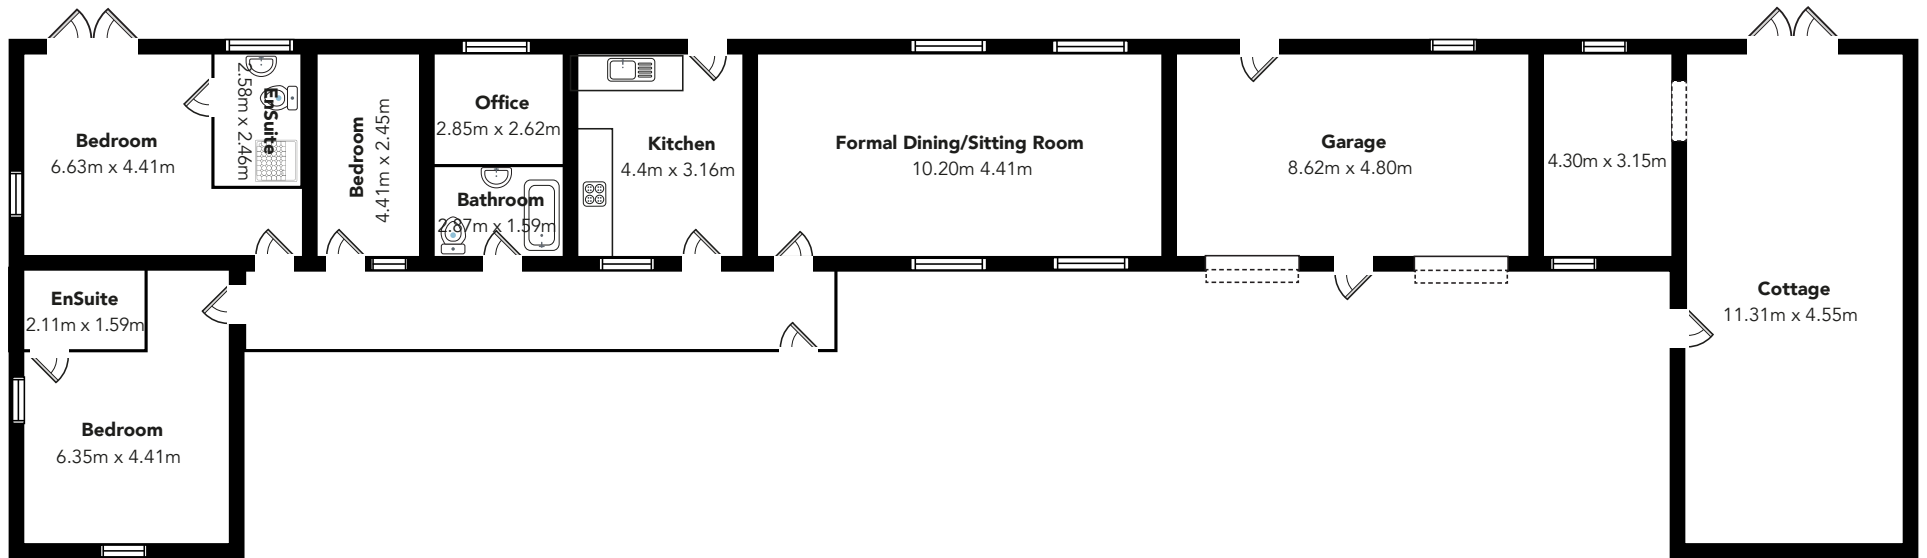 Bedroom
6.63m x 4.41m
EnSuite
2.58m x 2.46m
Bedroom
4.41m x 2.45m
Office
2.85m x 2.62m
Bathroom
2.87m x 1.59m
Kitchen
4.4m x 3.16m
Formal Dining/Sitting Room
10.20m 4.41m
Garage
8.62m x 4.80m
4.30m x 3.15m
Cottage
11.31m x 4.55m
EnSuite
2.11m x 1.59m
Bedroom
6.35m x 4.41m